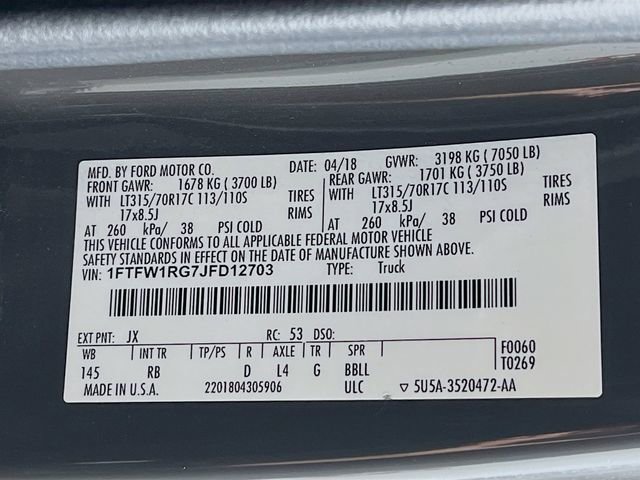 MFD. BY FORD MOTOR CO. DATE: 04/18 GVWR: 3198 KG ( 7050 LB)
FRONT GAWR: 1678 KG ( 3700 LB) REAR GAWR: 1701 KG ( 3750 LB)
WITH LT315/70R17C 113/110S TIRES WITH LT315/70R17C 113/110S TIRES
17x8.5J RIMS 17x8.5J RIMS
AT 260 kPa/ 38 PSI COLD AT 260 kPa/ 38 PSI COLD
THIS VEHICLE CONFORMS TO ALL APPLICABLE FEDERAL MOTOR VEHICLE
SAFETY STANDARDS IN EFFECT ON THE DATE OF MANUFACTURE SHOWN ABOVE.
VIN: 1FTFW1RG7JFD12703 TYPE: Truck
EXT PNT: JX RC: 53 DSO:
WB INT TR TP/PS R AXLE TR SPR F0060
145 RB D L4 G BBLL T0269
MADE IN U.S.A. 2201804305906 ULC ▽ 5U5A-3520472-AA